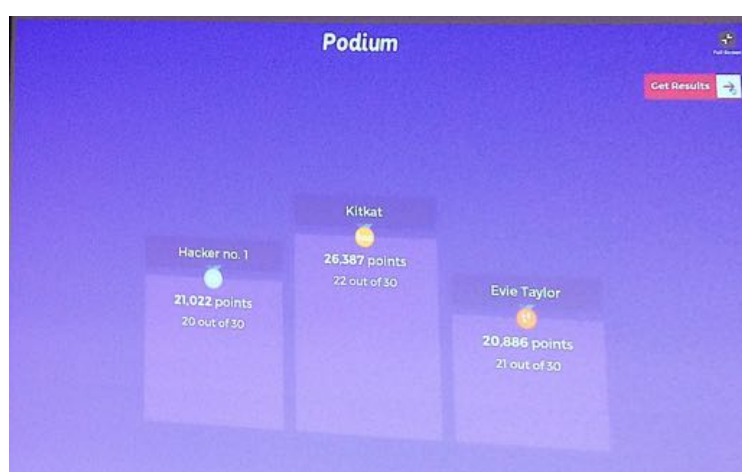 Podium
Get Results
Kitkat
26,387 points
22 out of 30
Hacker no. 1
21,022 points
20 out of 30
Evie Taylor
20,886 points
21 out of 30